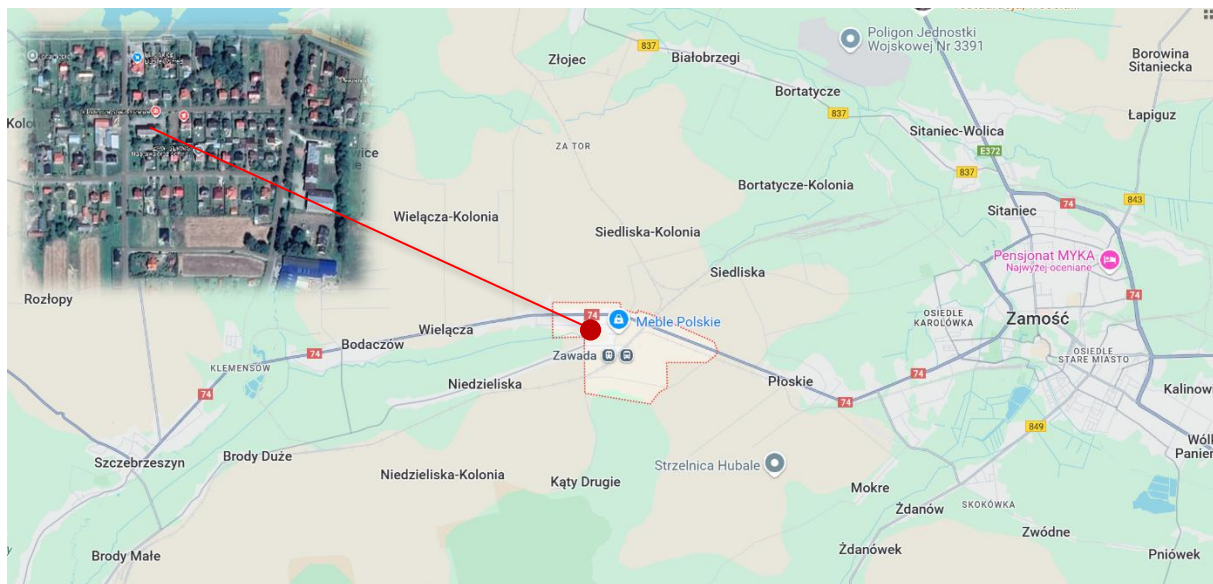 Poligon Jednostki
Wojskowej Nr 3391
837
Złojec
Białobrzegi
Borowina
Sitaniecka
Bortatycze
837
Łapiguz
Sitaniec-Wolica
E372
ZA TOR
837
843
Bortatycze-Kolonia
74
Sitaniec
Wielącza-Kolonia
Siedliska-Kolonia
Pensjonat MYKA
Najwyżej oceniane
Siedliska
74
Rozłopy
74
Meble Polskie
OSIEDLE
KAROLÓWKA
Zamość
Wielącza
Bodaczów
74
Zawada
OSIEDLE
STARE MIASTO
KLEMENSÓW
74
Niedzieliska
Płoskie
74
74
Kalinowi
849
Szczebrzeszyn
Brody Duże
Niedzieliska-Kolonia
Kąty Drugie
Strzelnica Hubale
Wól
Panień
Mokre
Żdanów
SKOKÓWKA
Zwódne
Brody Małe
Żdanówek
Pniówek